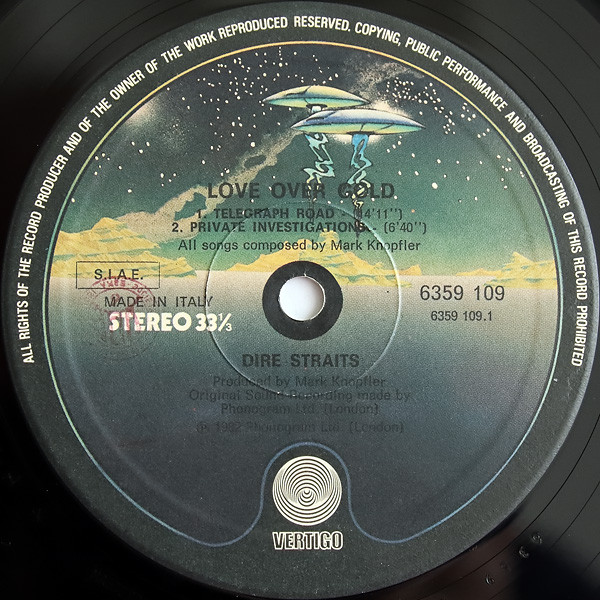 ALL RIGHTS OF THE RECORD PRODUCER AND OF THE OWNER OF THE WORK REPRODUCED RESERVED. COPYING, PUBLIC PERFORMANCE AND BROADCASTING OF THIS RECORD PROHIBITED
LOVE OVER GOLD
1. TELEGRAPH ROAD - (14'11'')
2. PRIVATE INVESTIGATIONS - (6'40'')
All songs composed by Mark Knopfler
S.I.A.E.
MADE IN ITALY
STEREO 33 1/3
6359 109
6359 109.1
DIRE STRAITS
Produced by Mark Knopfler
Original Sound Recording made by
Phonogram Ltd. (London)
℗ 1982 Phonogram Ltd. (London)
VERTIGO